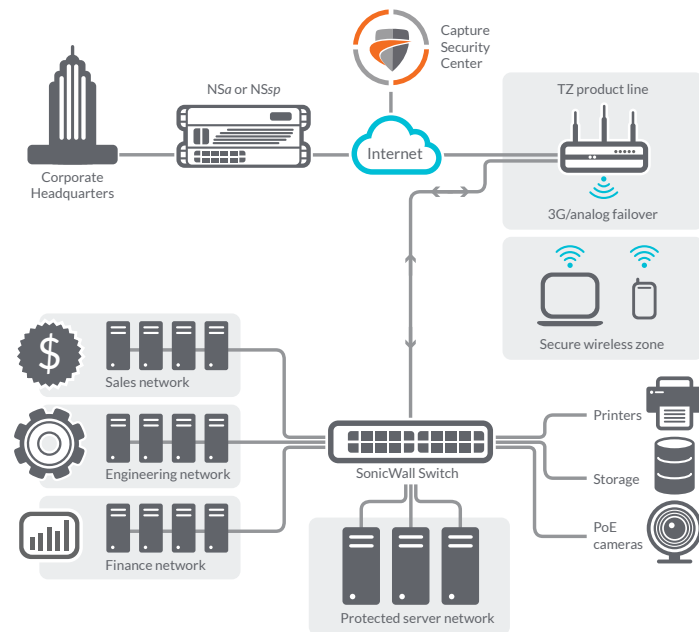 Capture
Security
Center
NSa or NSsp
TZ product line
Internet
Corporate
Headquarters
3G/analog failover
Secure wireless zone
$
Sales network
Printers
Engineering network
SonicWall Switch
Storage
PoE
cameras
Finance network
Protected server network